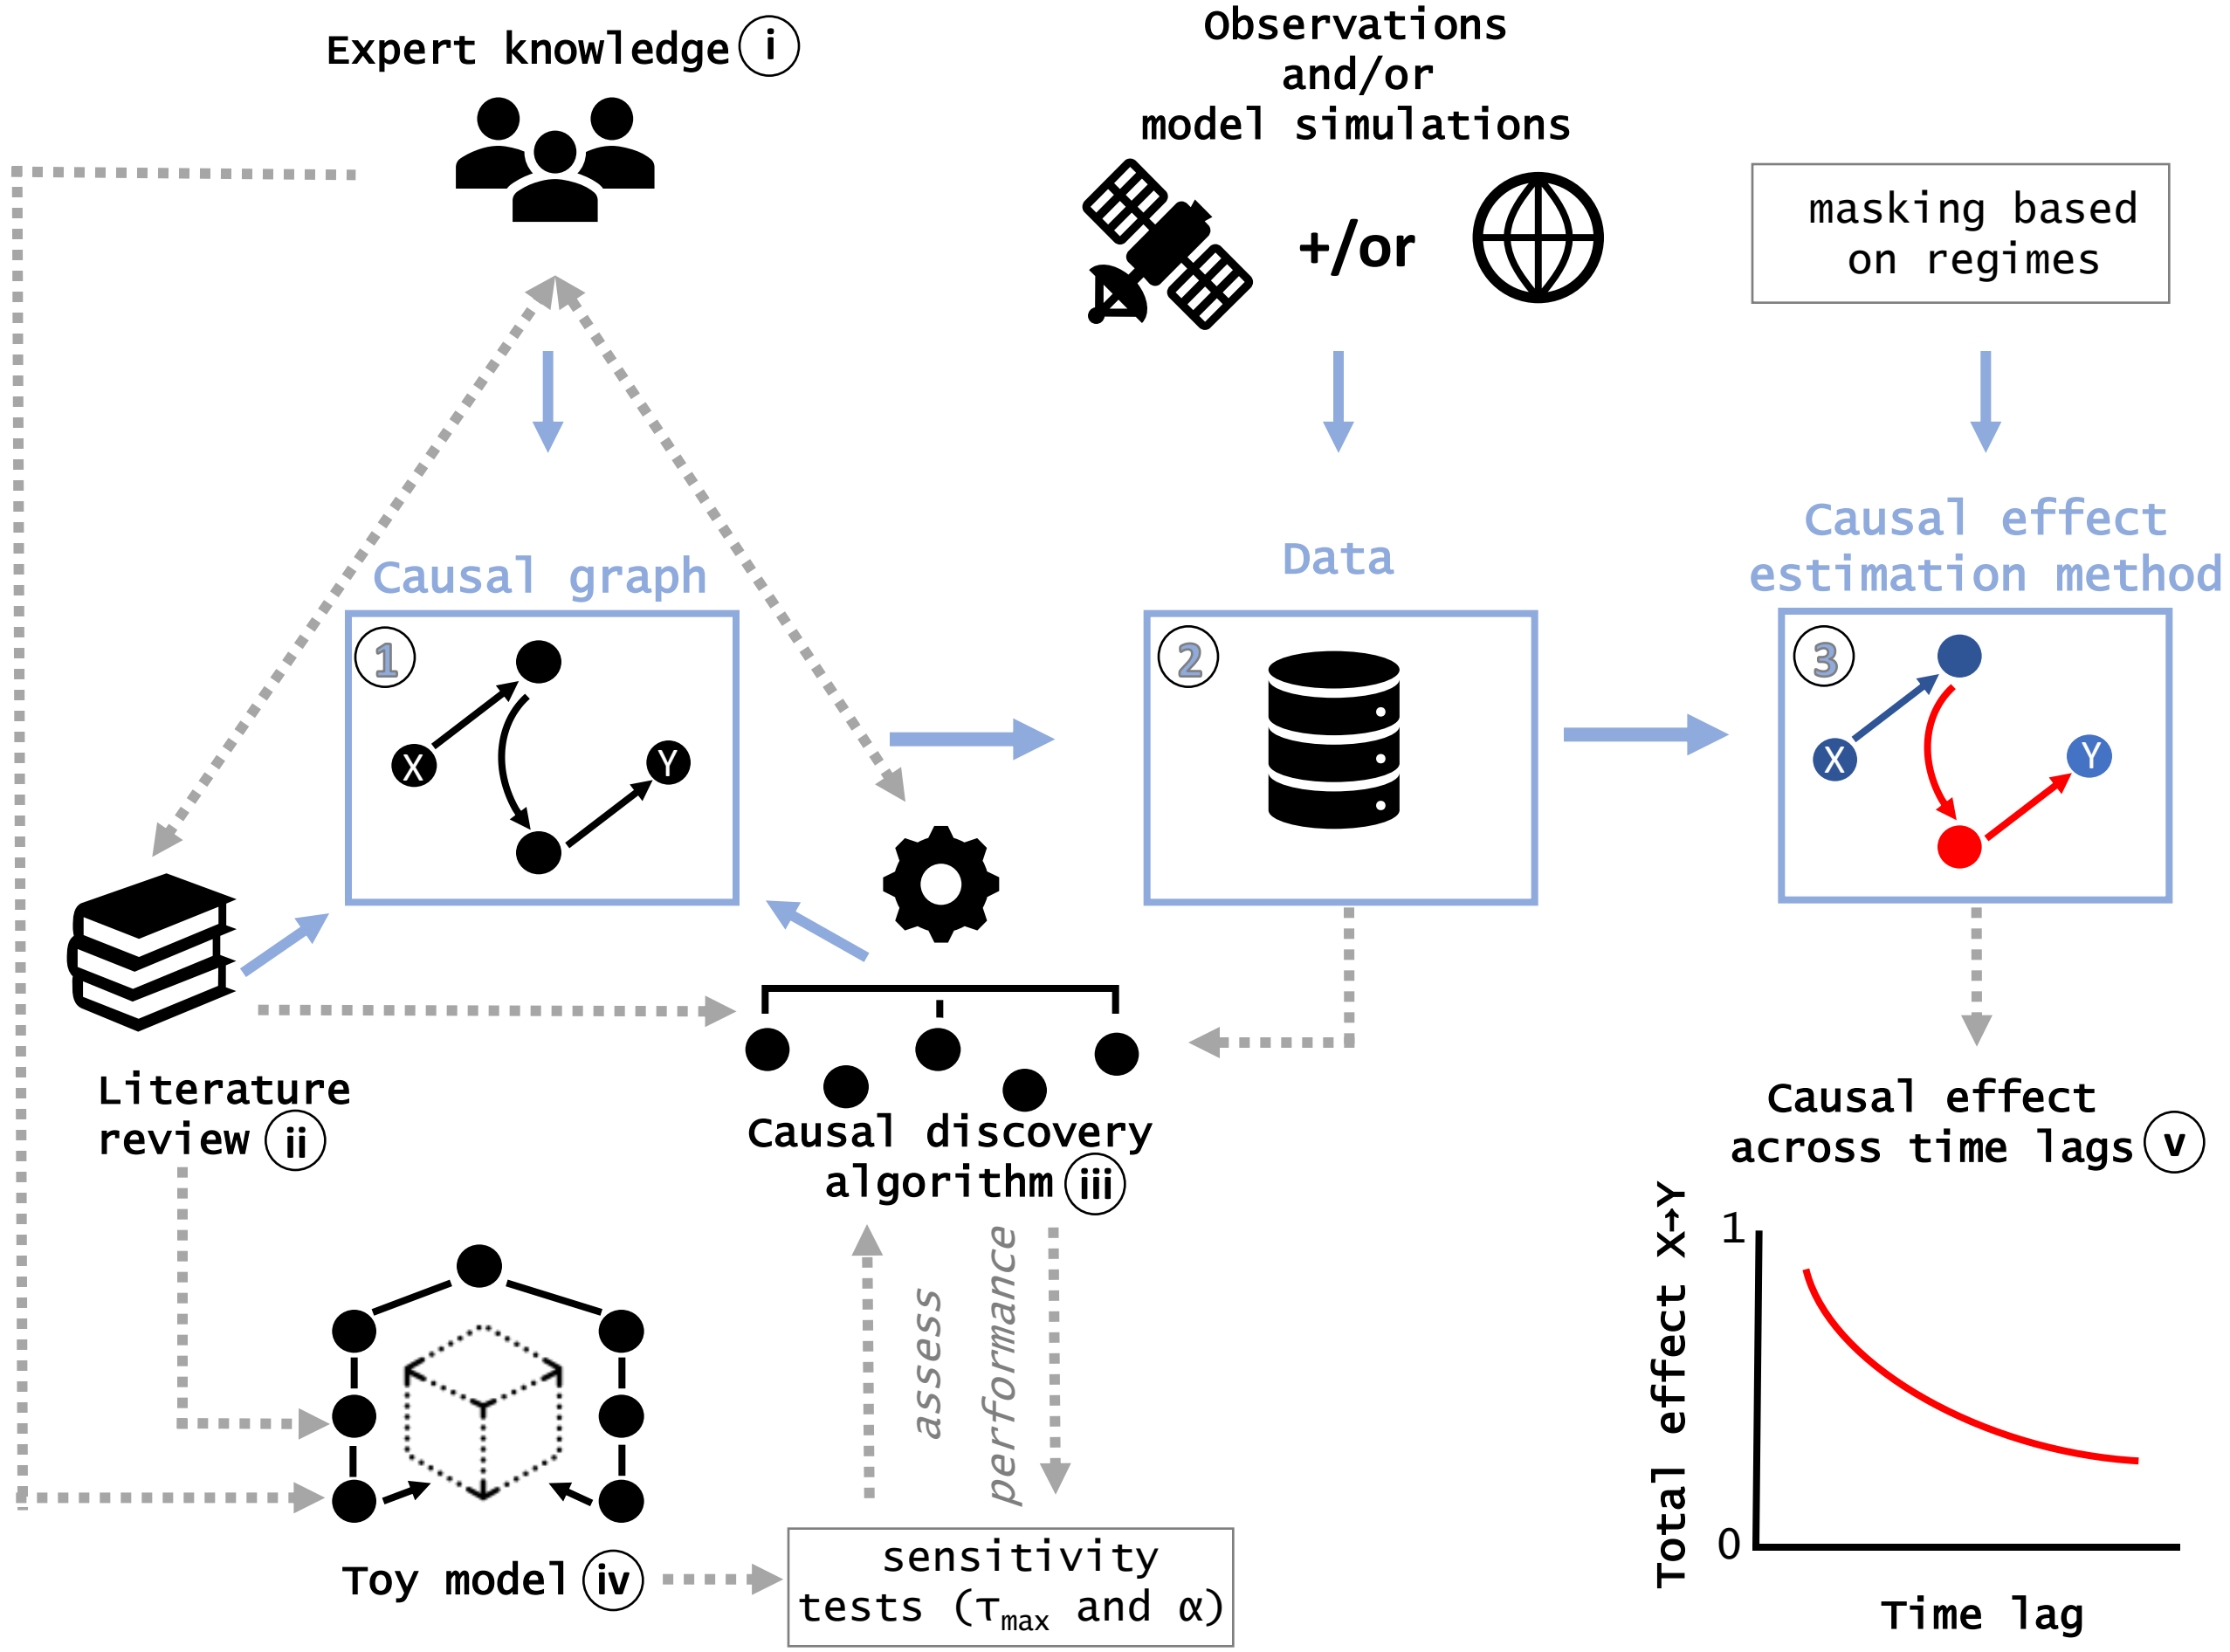 Expert knowledge i
Observations
and/or
model simulations
+/or
masking based
on regimes
Causal graph
1
X
Y
Data
2
Causal effect
estimation method
3
X
Y
Literature
review ii
Causal discovery
algorithm iii
assess
performance
Toy model iv
sensitivity
tests (τmax and α)
Causal effect
across time lags v
Total effect X→Y
1
0
Time lag